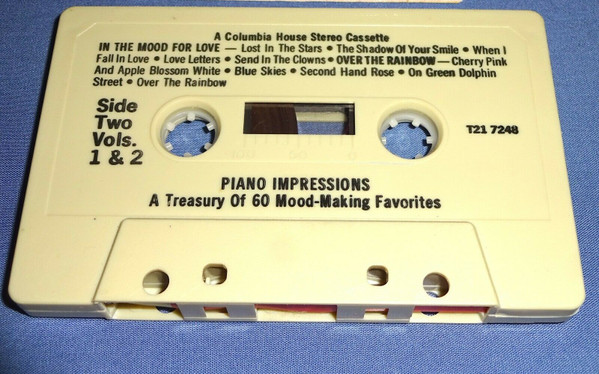 A Columbia House Stereo Cassette
IN THE MOOD FOR LOVE — Lost In The Stars • The Shadow Of Your Smile • When I
Fall In Love • Love Letters • Send In The Clowns • OVER THE RAINBOW — Cherry Pink
And Apple Blossom White • Blue Skies • Second Hand Rose • On Green Dolphin
Street • Over The Rainbow
Side
Two
Vols.
1 & 2
100 50 0
T21 7248
PIANO IMPRESSIONS
A Treasury Of 60 Mood-Making Favorites